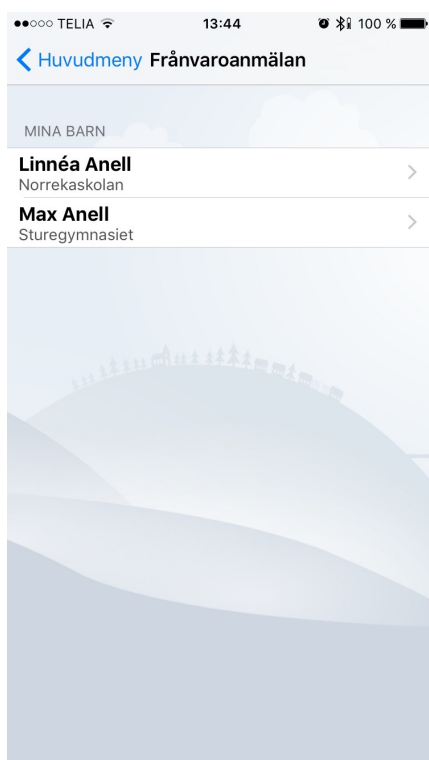 TELIA 13:44 100 %
Huvudmeny Frånvaroanmälan
MINA BARN
Linnéa Anell
Norrekaskolan
Max Anell
Sturegymnasiet